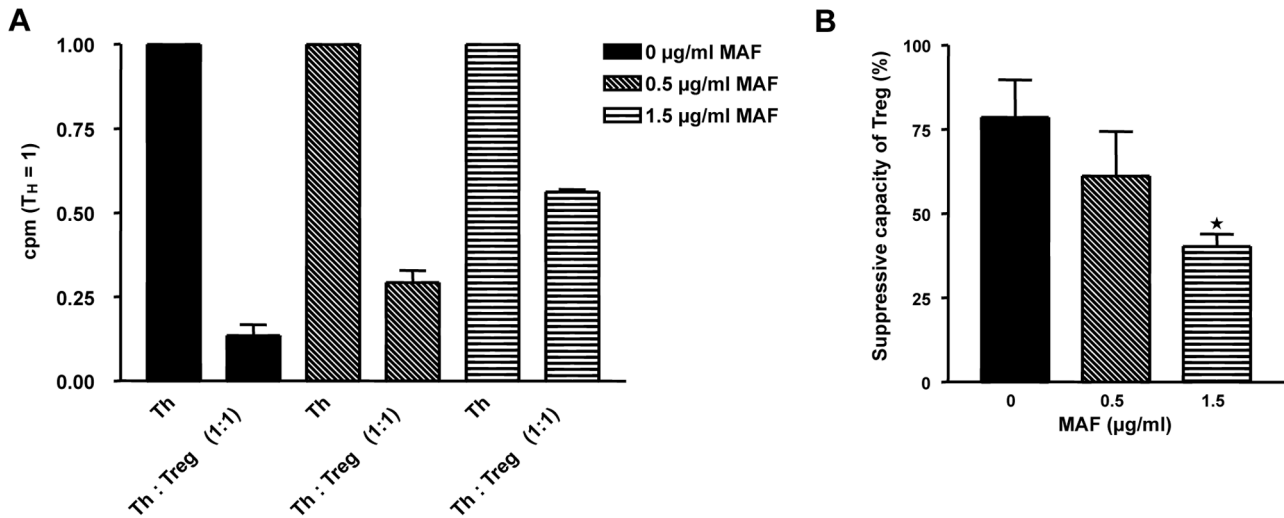 A
cpm (TH = 1)
1.00
0.75
0.50
0.25
0.00
Th
Th : Treg (1:1)
Th
Th : Treg (1:1)
Th
Th : Treg (1:1)
0 µg/ml MAF
0.5 µg/ml MAF
1.5 µg/ml MAF
B
Suppressive capacity of Treg (%)
100
75
50
25
0
★
0
0.5
1.5
MAF (µg/ml)